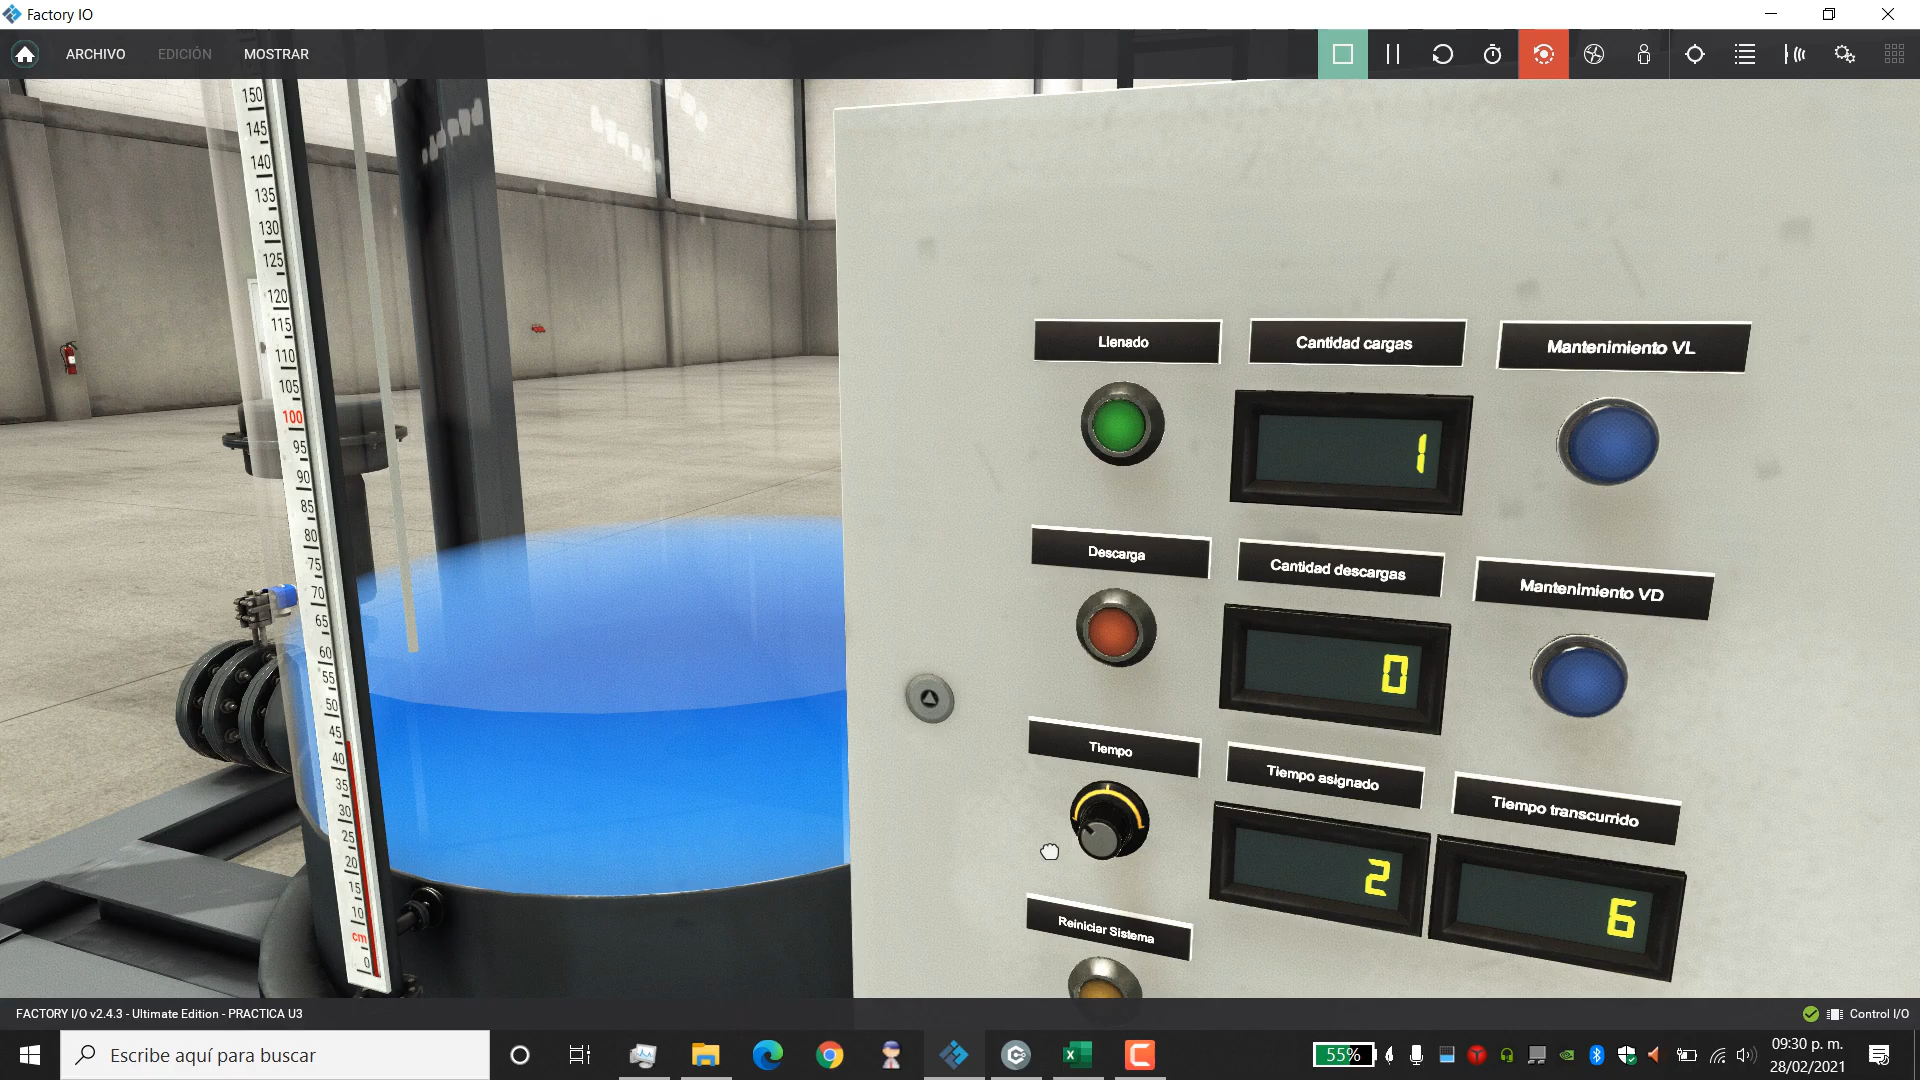 Factory IO
ARCHIVO
EDICIÓN
MOSTRAR
150
145
140
135
130
125
120
115
110
105
100
95
90
85
80
75
70
65
60
55
50
45
40
35
30
25
20
15
10
cm
0
Llenado
Cantidad cargas
Mantenimiento VL
1
Descarga
Cantidad descargas
Mantenimiento VD
0
Tiempo
Tiempo asignado
Tiempo transcurrido
2
6
Reiniciar Sistema
FACTORY I/O v2.4.3 - Ultimate Edition - PRACTICA U3
Control I/O
Escribe aquí para buscar
55%
09:30 p. m.
28/02/2021